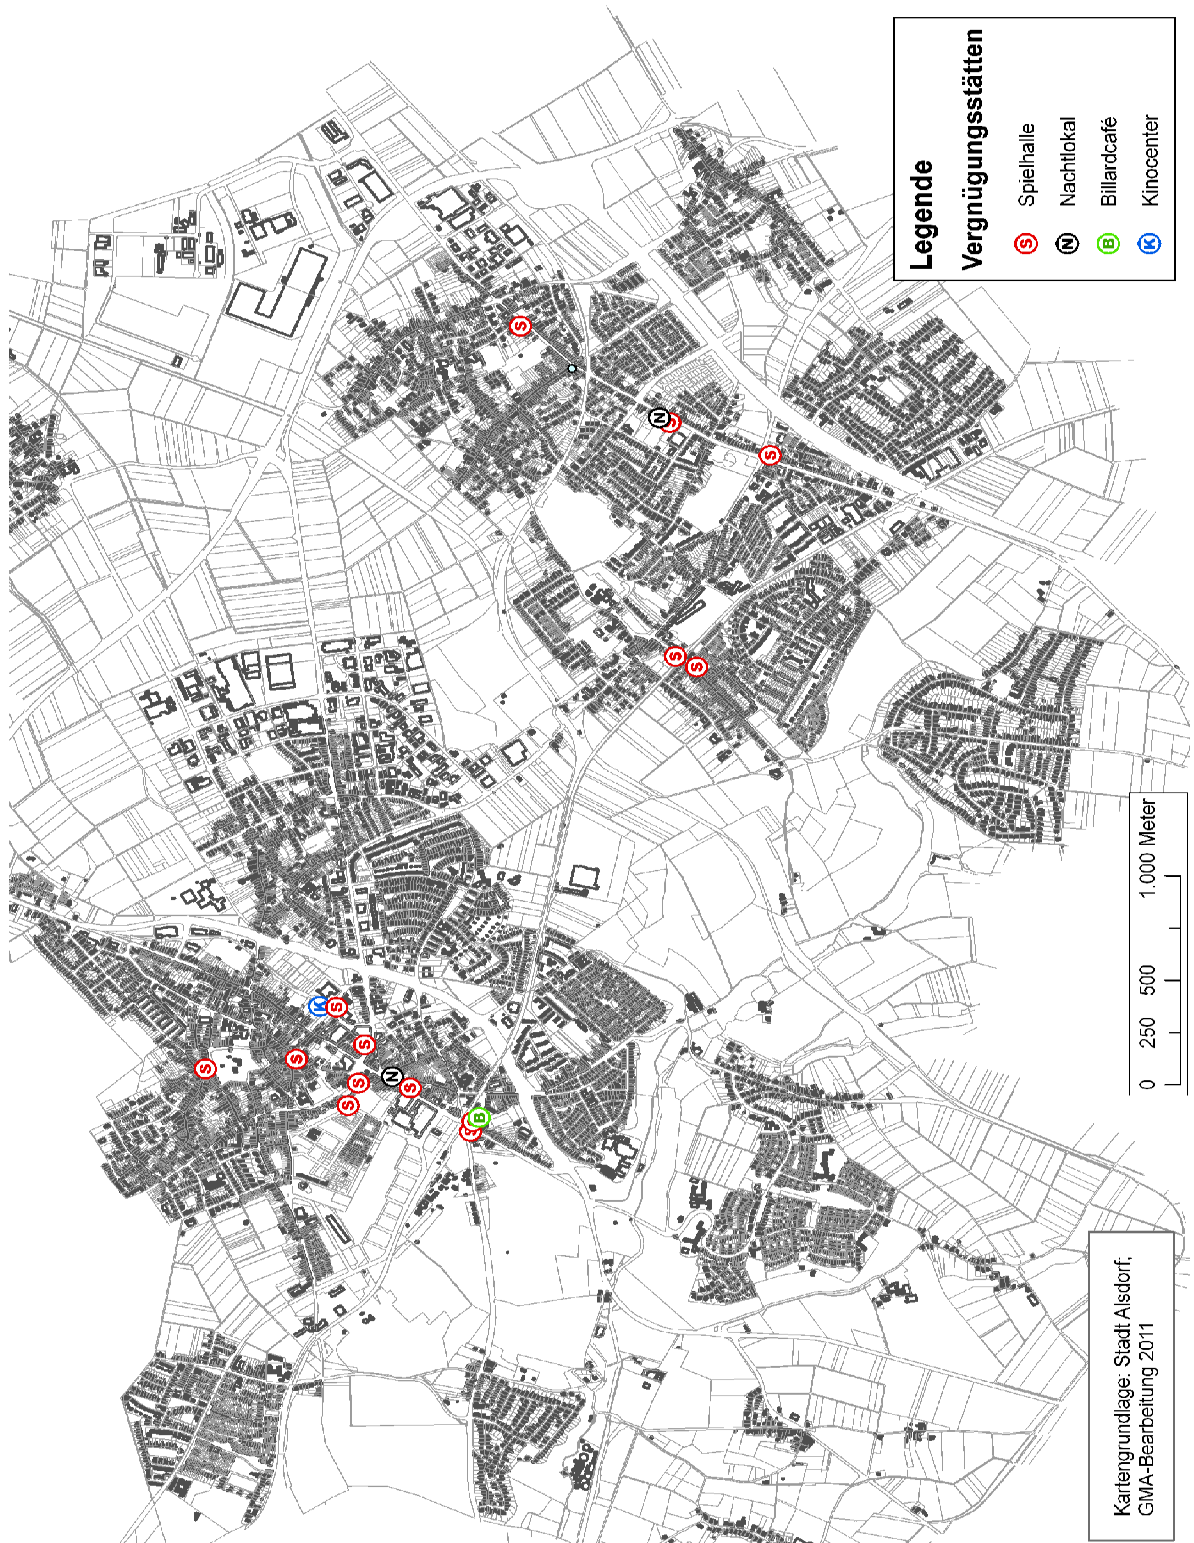 S
S
K
S
S
S
S
N
S
S
B
S
N
S
S
S
S
Legende
Vergnügungsstätten
S Spielhalle
N Nachtlokal
B Billardcafé
K Kinocenter
0 250 500 1.000 Meter
Kartengrundlage: Stadt Alsdorf,
GMA-Bearbeitung 2011